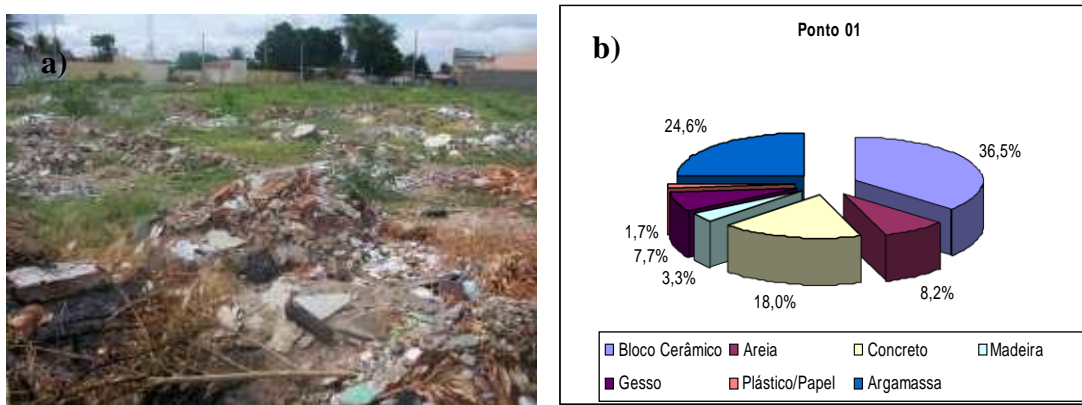 a)
Ponto 01
b)
24,6%
36,5%
1,7%
7,7%
3,3%
18,0%
8,2%
Bloco Cerâmico Areia Concreto Madeira
Gesso Plástico/Papel Argamassa